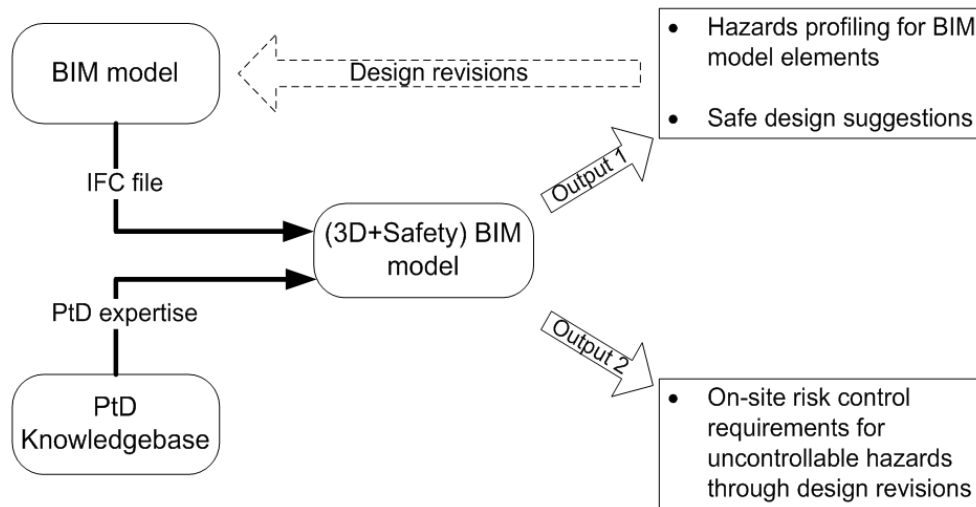 BIM model
Design revisions
• Hazards profiling for BIM
model elements
• Safe design suggestions
IFC file
Output 1
(3D+Safety) BIM
model
PtD expertise
Output 2
PtD
Knowledgebase
• On-site risk control
requirements for
uncontrollable hazards
through design revisions